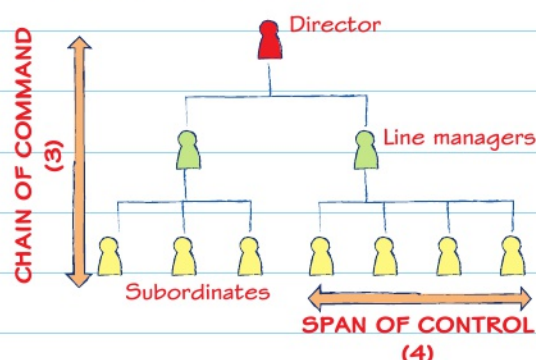 Director
CHAIN OF COMMAND
(3)
Line managers
Subordinates
SPAN OF CONTROL
(4)